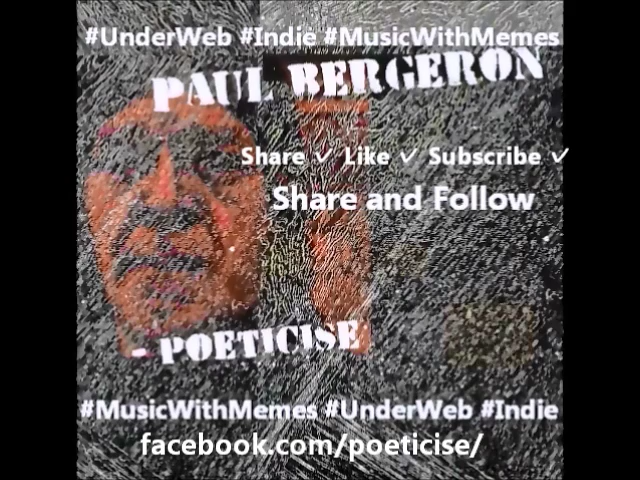 #UnderWeb #Indie #MusicWithMemes
PAUL BERGERON
Share ✓ Like ✓ Subscribe ✓
Share and Follow
- POETICISE
#MusicWithMemes #UnderWeb #Indie
facebook.com/poeticise/